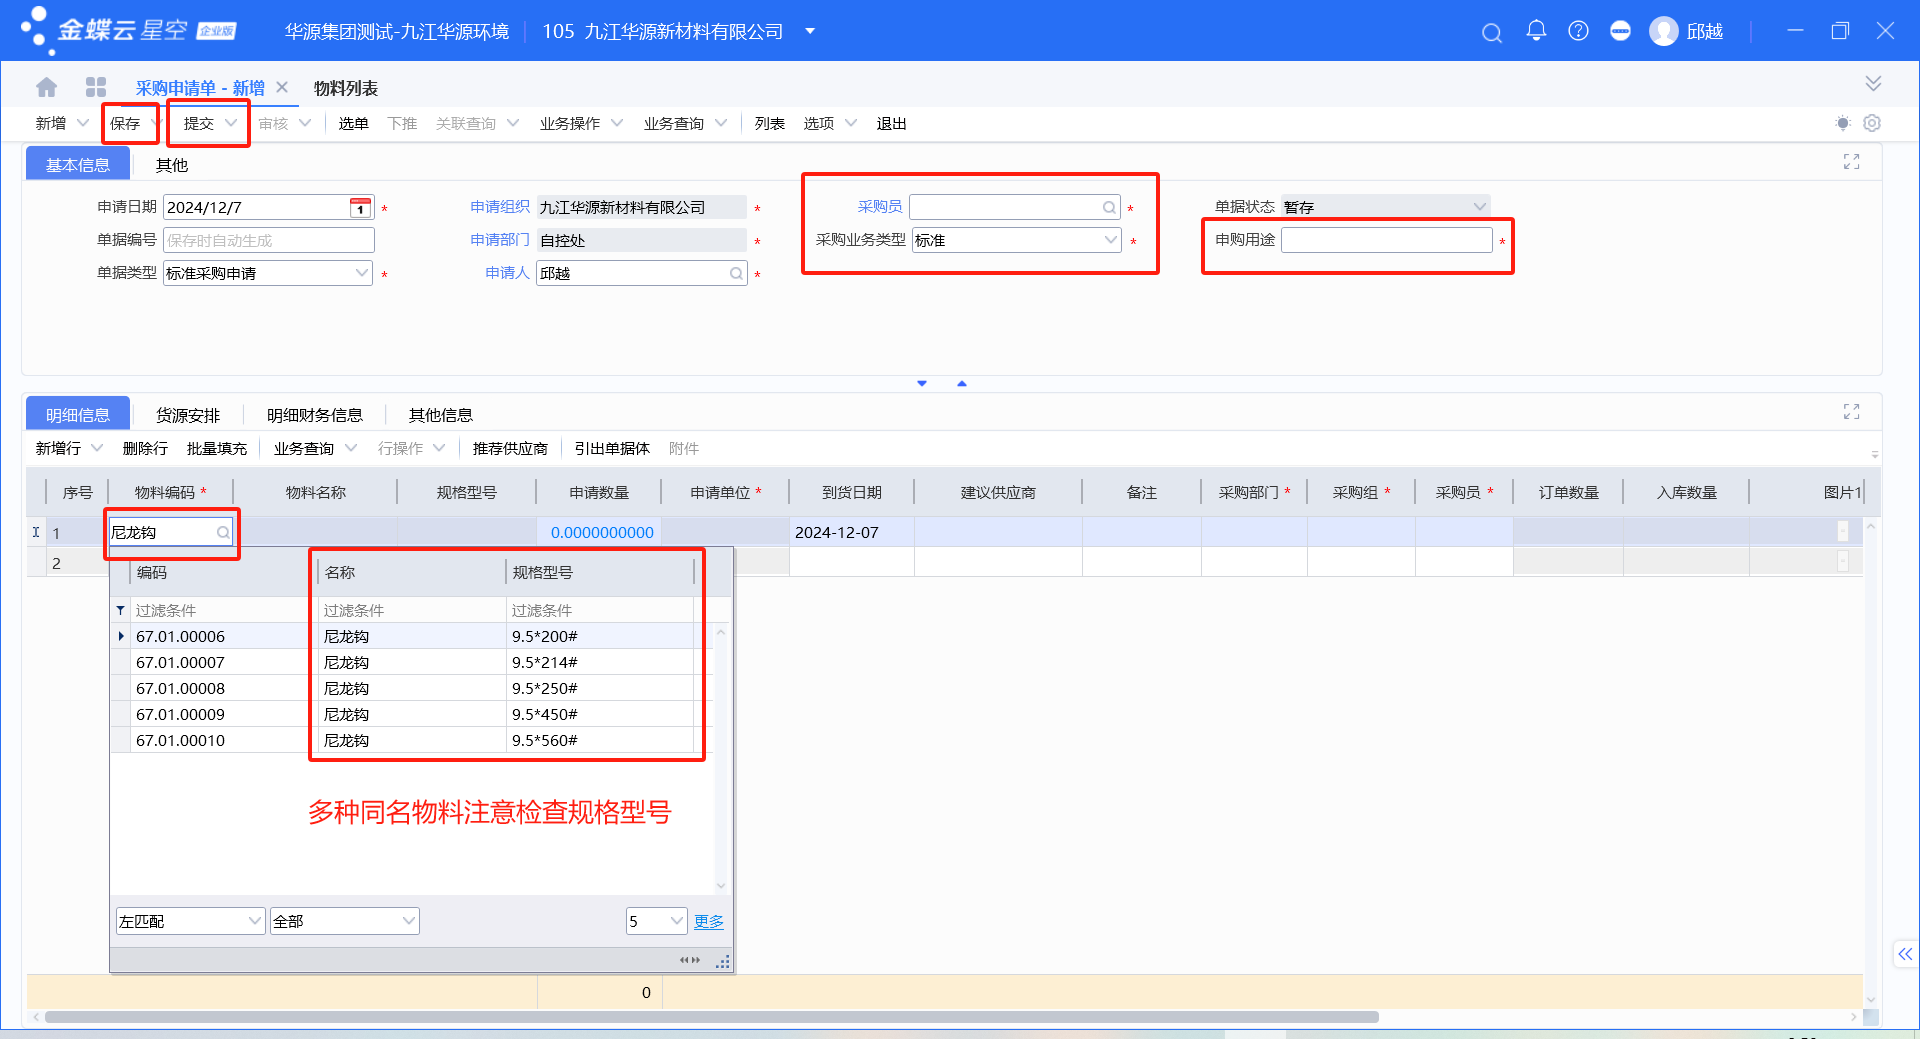 金蝶云 星空 企业版 华源集团测试-九江华源环境 105 九江华源新材料有限公司 邱越
采购申请单 - 新增 物料列表
新增 保存 提交 审核 选单 下推 关联查询 业务操作 业务查询 列表 选项 退出
基本信息 其他
申请日期 2024/12/7 1 * 申请组织 九江华源新材料有限公司 * 采购员 * 单据状态 暂存
单据编号 保存时自动生成 申请部门 自控处 * 采购业务类型 标准 * 申购用途 *
单据类型 标准采购申请 * 申请人 邱越 *
明细信息 货源安排 明细财务信息 其他信息
新增行 删除行 批量填充 业务查询 行操作 推荐供应商 引出单据体 附件
序号 物料编码 * 物料名称 规格型号 申请数量 申请单位 * 到货日期 建议供应商 备注 采购部门 * 采购组 * 采购员 * 订单数量 入库数量 图片1
1 尼龙钩 0.0000000000 2024-12-07
2
编码 名称 规格型号
过滤条件 过滤条件 过滤条件
67.01.00006 尼龙钩 9.5*200#
67.01.00007 尼龙钩 9.5*214#
67.01.00008 尼龙钩 9.5*250#
67.01.00009 尼龙钩 9.5*450#
67.01.00010 尼龙钩 9.5*560#
多种同名物料注意检查规格型号
左匹配 全部 5 更多
0